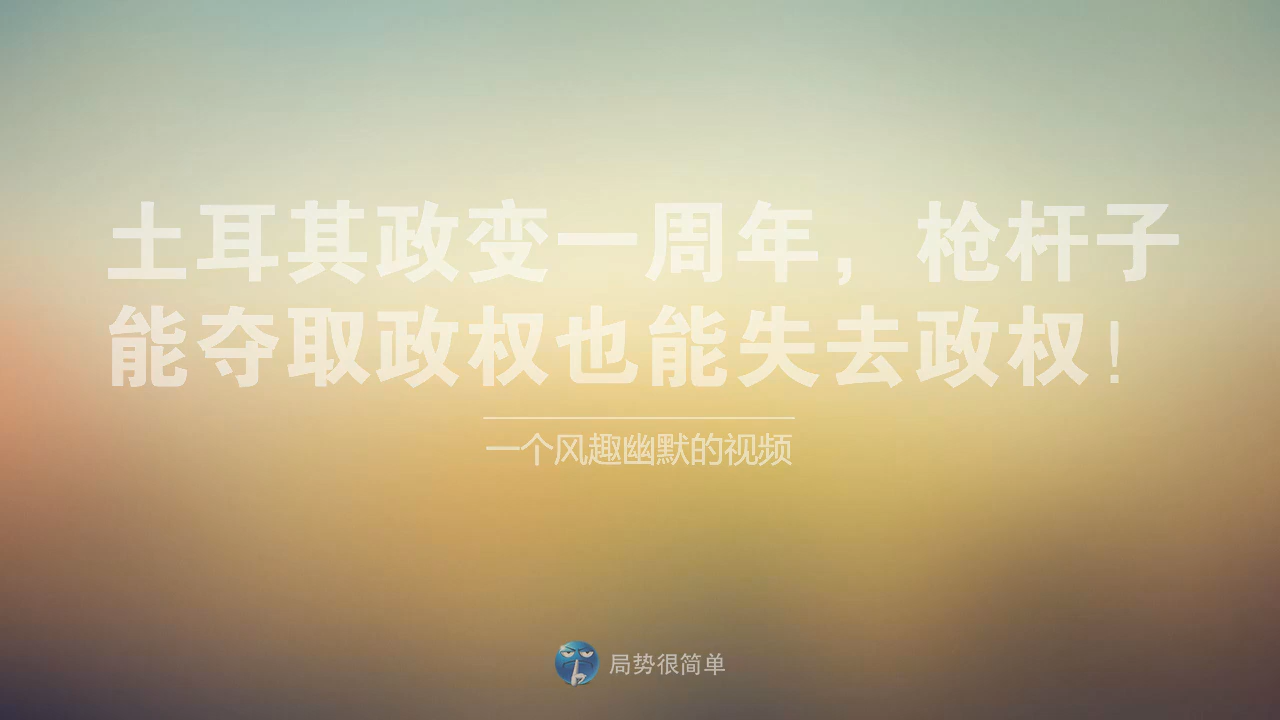 土耳其政变一周年，枪杆子
能夺取政权也能失去政权！
一个风趣幽默的视频
局势很简单